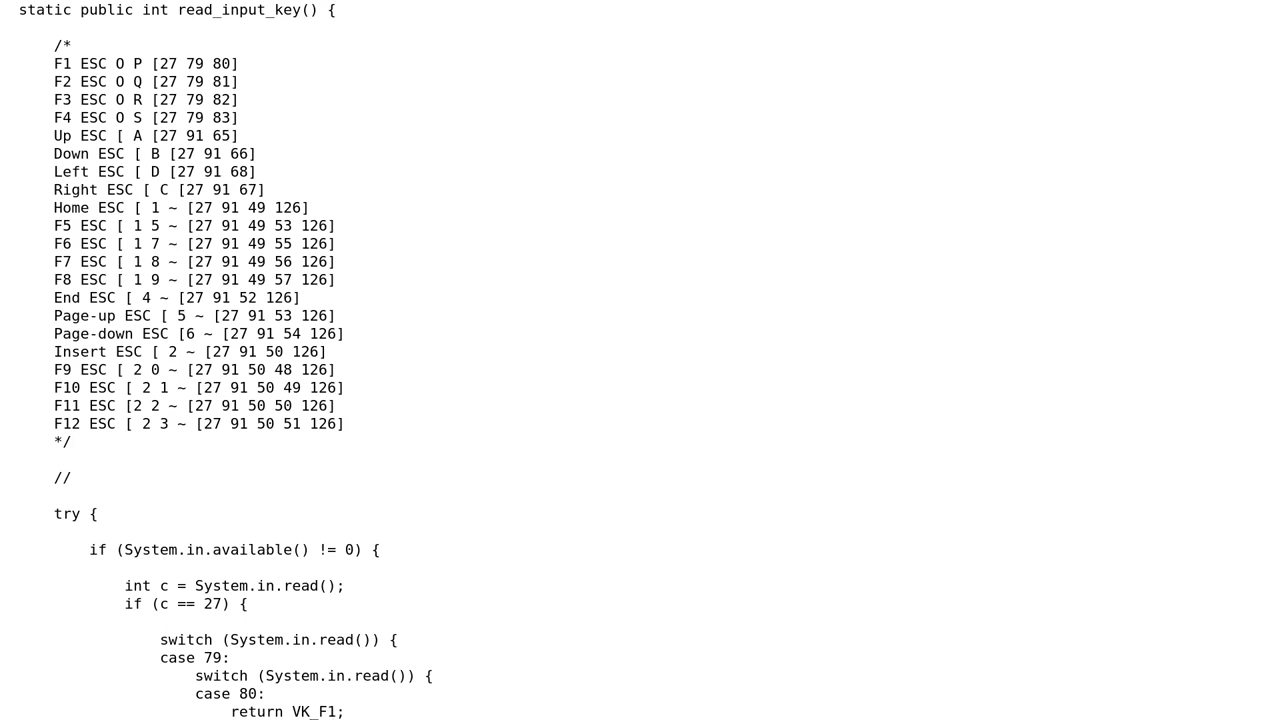 static public int read_input_key() {
/*
F1 ESC O P [27 79 80]
F2 ESC O Q [27 79 81]
F3 ESC O R [27 79 82]
F4 ESC O S [27 79 83]
Up ESC [ A [27 91 65]
Down ESC [ B [27 91 66]
Left ESC [ D [27 91 68]
Right ESC [ C [27 91 67]
Home ESC [ 1 ~ [27 91 49 126]
F5 ESC [ 1 5 ~ [27 91 49 53 126]
F6 ESC [ 1 7 ~ [27 91 49 55 126]
F7 ESC [ 1 8 ~ [27 91 49 56 126]
F8 ESC [ 1 9 ~ [27 91 49 57 126]
End ESC [ 4 ~ [27 91 52 126]
Page-up ESC [ 5 ~ [27 91 53 126]
Page-down ESC [6 ~ [27 91 54 126]
Insert ESC [ 2 ~ [27 91 50 126]
F9 ESC [ 2 0 ~ [27 91 50 48 126]
F10 ESC [ 2 1 ~ [27 91 50 49 126]
F11 ESC [2 2 ~ [27 91 50 50 126]
F12 ESC [ 2 3 ~ [27 91 50 51 126]
*/
//
try {
if (System.in.available() != 0) {
int c = System.in.read();
if (c == 27) {
switch (System.in.read()) {
case 79:
switch (System.in.read()) {
case 80:
return VK_F1;